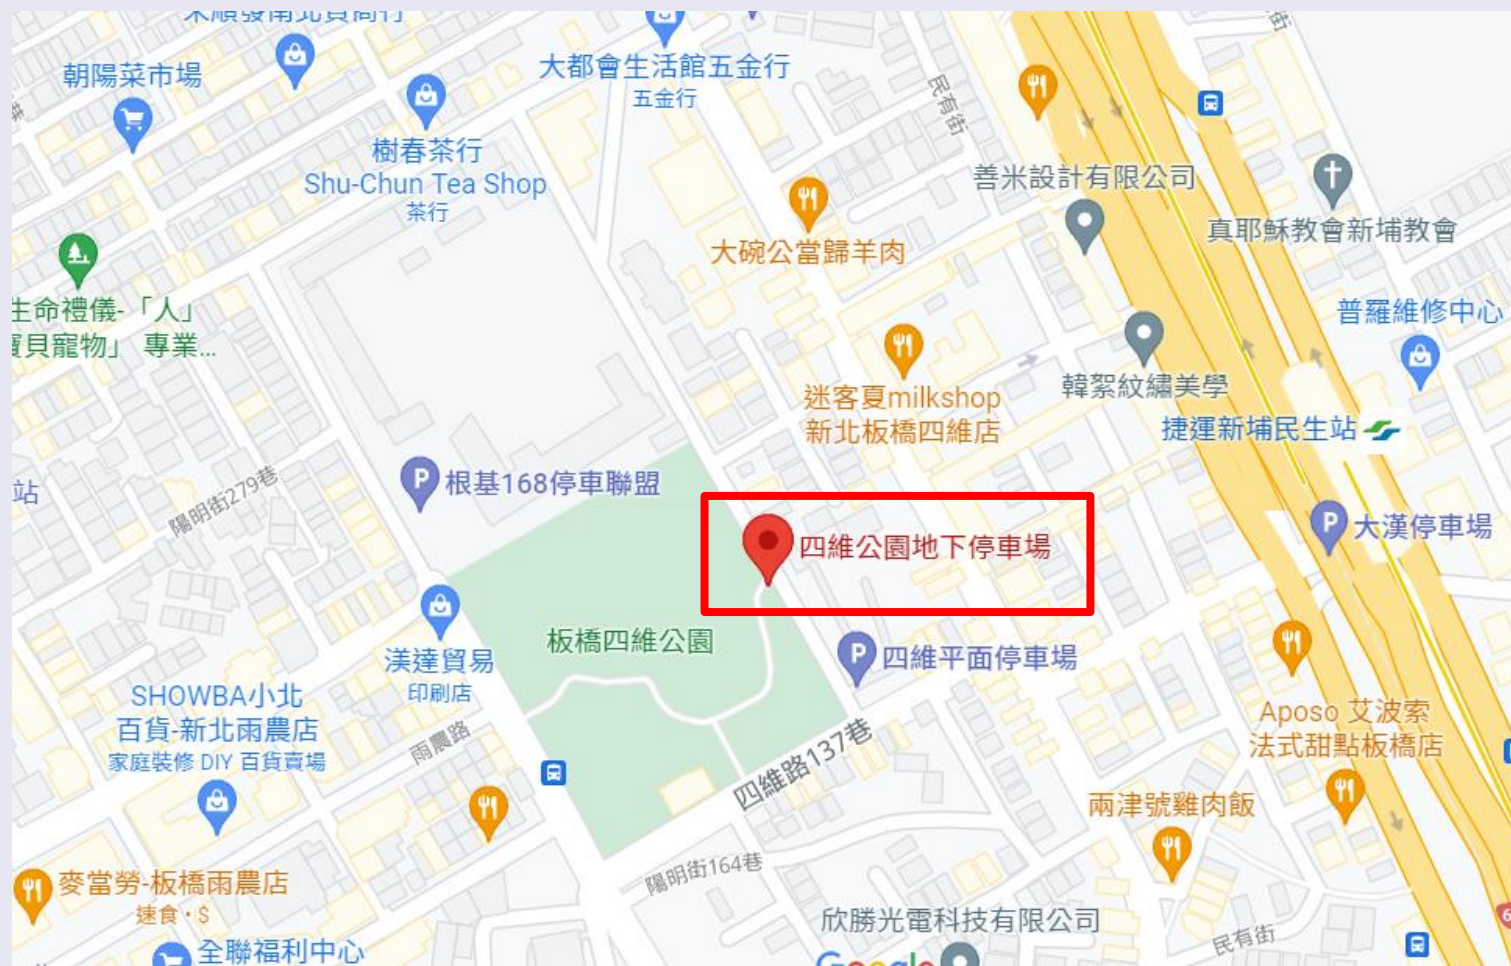 朝陽菜市場
大都會生活館五金行
五金行
民有街
樹春茶行
Shu-Chun Tea Shop
茶行
善米設計有限公司
真耶穌教會新埔教會
大碗公當歸羊肉
生命禮儀-「人」
寶貝寵物」 專業...
普羅維修中心
迷客夏milkshop
新北板橋四維店
韓絮紋繡美學
捷運新埔民生站
站
陽明街279巷
根基168停車聯盟
四維公園地下停車場
大漢停車場
板橋四維公園
四維平面停車場
渼達貿易
印刷店
SHOWBA小北
百貨-新北雨農店
家庭裝修 DIY 百貨賣場
雨農路
四維路137巷
Aposo 艾波索
法式甜點板橋店
兩津號雞肉飯
陽明街164巷
麥當勞-板橋雨農店
速食・$
欣勝光電科技有限公司
民有街
全聯福利中心
Google